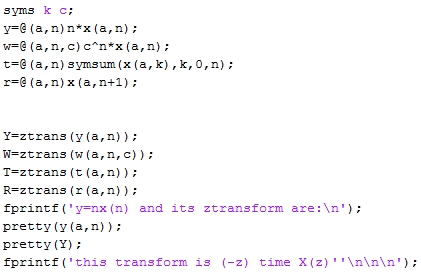 syms k c;
y=@(a,n)n*x(a,n);
w=@(a,n,c)c^n*x(a,n);
t=@(a,n)symsum(x(a,k),k,0,n);
r=@(a,n)x(a,n+1);
Y=ztrans(y(a,n));
W=ztrans(w(a,n,c));
T=ztrans(t(a,n));
R=ztrans(r(a,n));
fprintf('y=nx(n) and its ztransform are:\n');
pretty(y(a,n));
pretty(Y);
fprintf('this transform is (-z) time X(z)''\n\n\n');